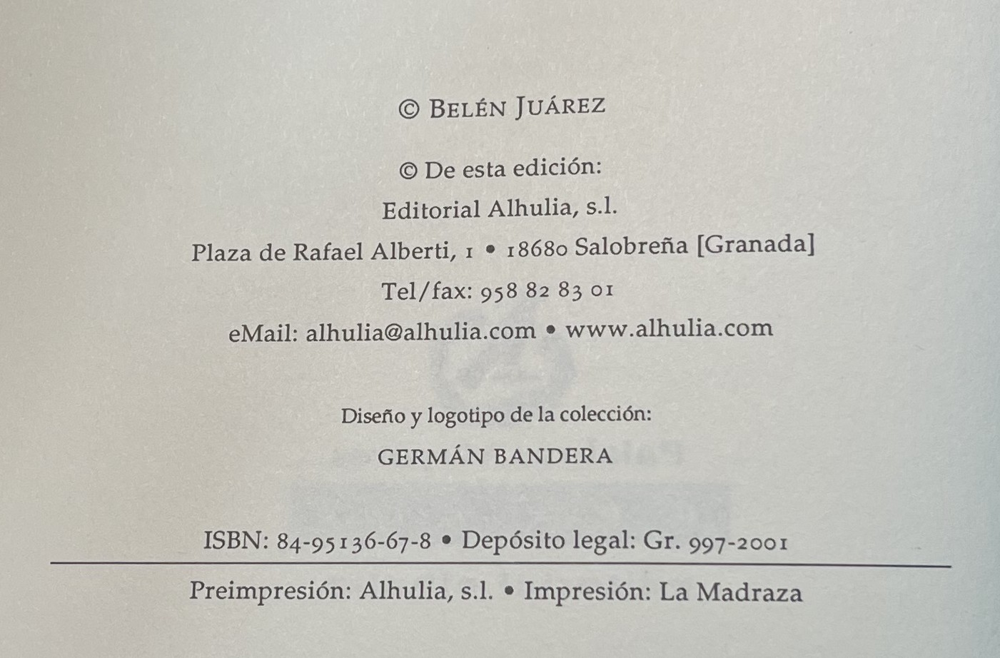 © BELÉN JUÁREZ
© De esta edición:
Editorial Alhulia, s.l.
Plaza de Rafael Alberti, 1 • 18680 Salobreña [Granada]
Tel/fax: 958 82 83 01
eMail: alhulia@alhulia.com • www.alhulia.com
Diseño y logotipo de la colección:
GERMÁN BANDERA
ISBN: 84-95136-67-8 • Depósito legal: Gr. 997-2001
Preimpresión: Alhulia, s.l. • Impresión: La Madraza